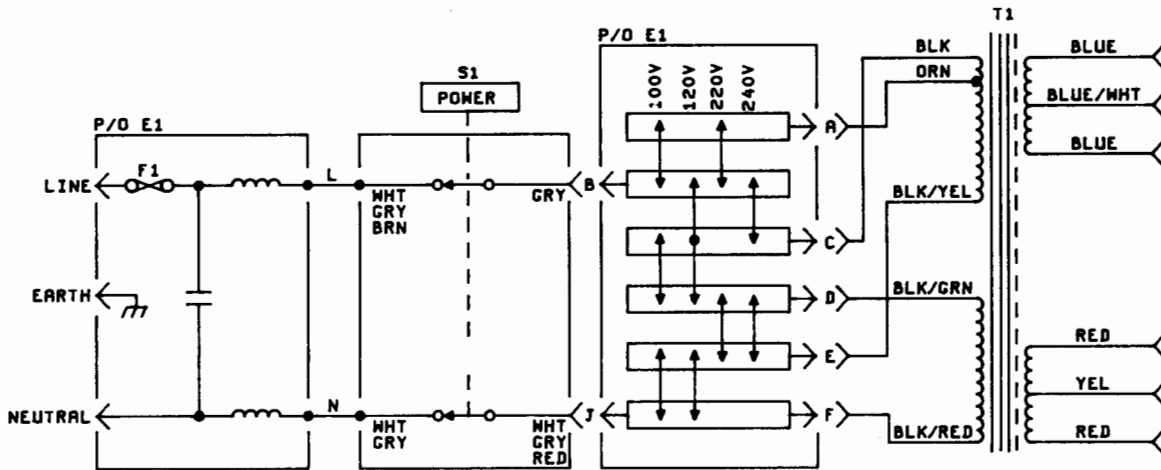 T1
P/O E1
BLK
BLUE
S1
100V
120V
220V
240V
ORN
POWER
BLUE/WHT
P/O E1
A
F1
L
BLUE
LINE
WHT
GRY
BRN
GRY
B
BLK/YEL
C
EARTH
D
BLK/GRN
RED
E
YEL
N
NEUTRAL
J
F
WHT
GRY
WHT
GRY
RED
BLK/RED
RED